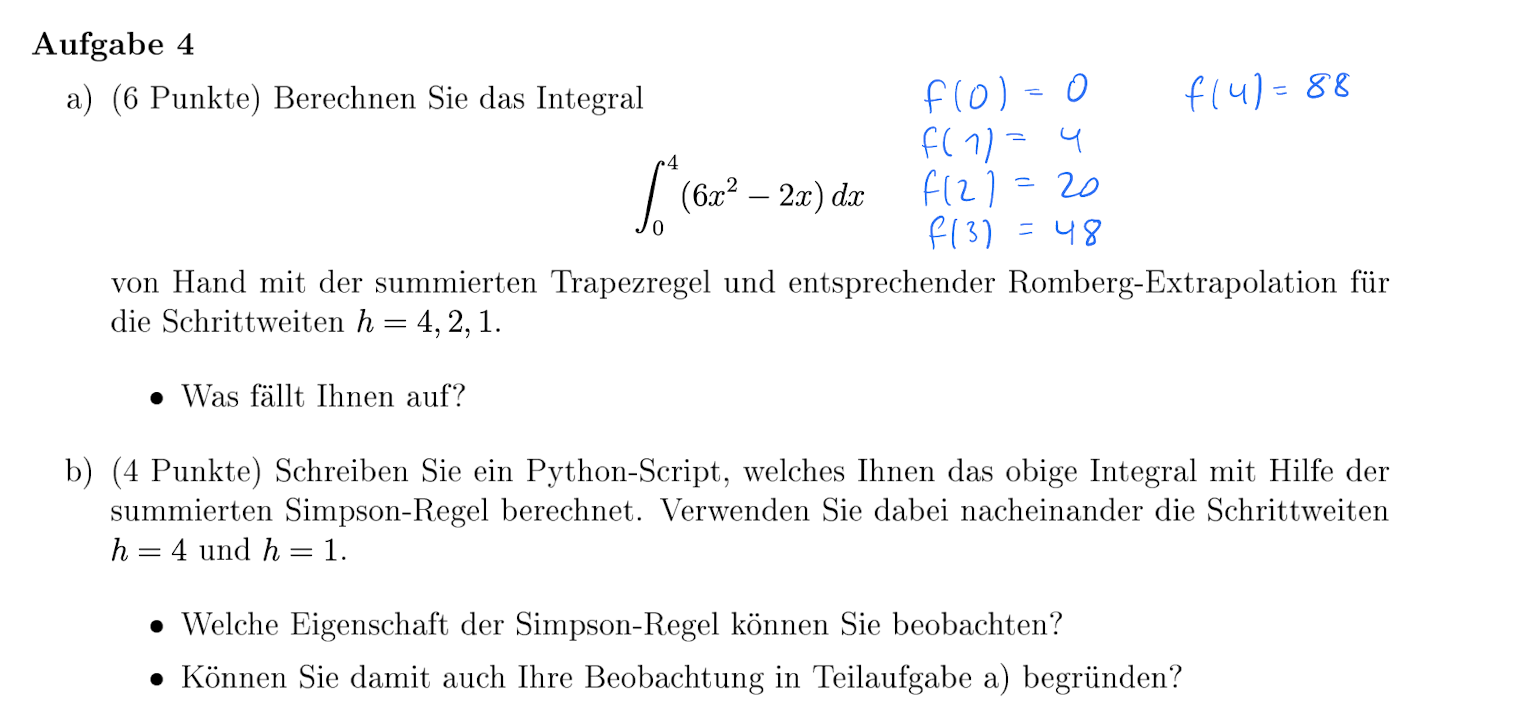 Aufgabe 4
a) (6 Punkte) Berechnen Sie das Integral
f(0) = 0
f(4) = 88
f(1) = 4
∫₀⁴ (6x² − 2x) dx
f(2) = 20
f(3) = 48
von Hand mit der summierten Trapezregel und entsprechender Romberg-Extrapolation für
die Schrittweiten h = 4, 2, 1.
• Was fällt Ihnen auf?
b) (4 Punkte) Schreiben Sie ein Python-Script, welches Ihnen das obige Integral mit Hilfe der
summierten Simpson-Regel berechnet. Verwenden Sie dabei nacheinander die Schrittweiten
h = 4 und h = 1.
• Welche Eigenschaft der Simpson-Regel können Sie beobachten?
• Können Sie damit auch Ihre Beobachtung in Teilaufgabe a) begründen?